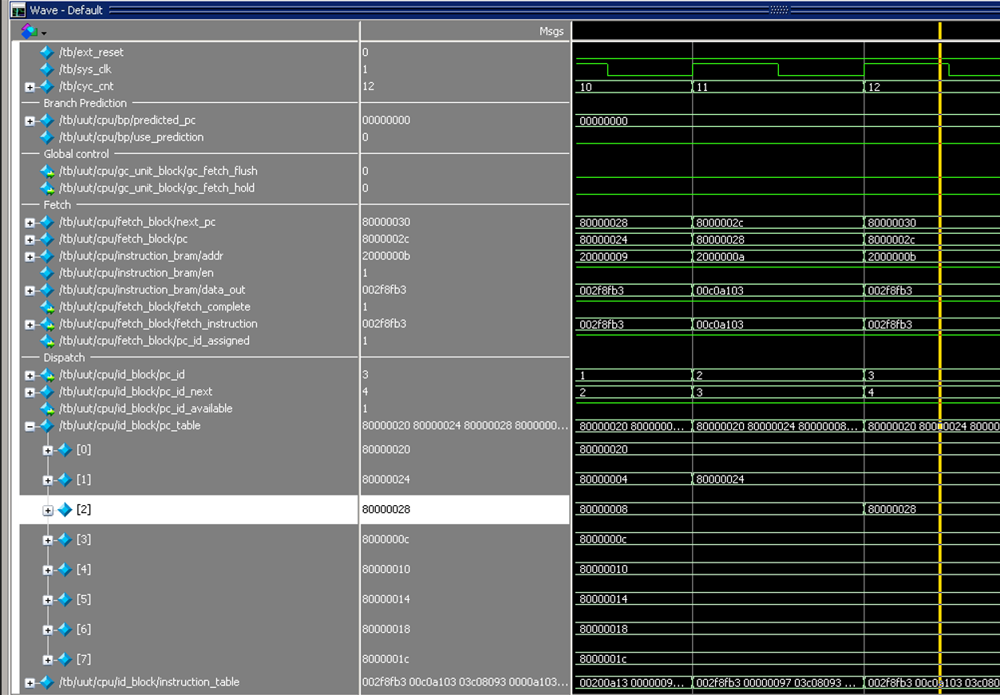 Wave - Default
Msgs
/tb/ext_reset 0
/tb/sys_clk 1
/tb/cyc_cnt 12 10 11 12
Branch Prediction
/tb/uut/cpu/bp/predicted_pc 00000000 00000000
/tb/uut/cpu/bp/use_prediction 0
Global control
/tb/uut/cpu/gc_unit_block/gc_fetch_flush 0
/tb/uut/cpu/gc_unit_block/gc_fetch_hold 0
Fetch
/tb/uut/cpu/fetch_block/next_pc 80000030 80000028 8000002c 80000030
/tb/uut/cpu/fetch_block/pc 8000002c 80000024 80000028 8000002c
/tb/uut/cpu/instruction_bram/addr 2000000b 20000009 2000000a 2000000b
/tb/uut/cpu/instruction_bram/en 1
/tb/uut/cpu/instruction_bram/data_out 002f8fb3 002f8fb3 00c0a103 002f8fb3
/tb/uut/cpu/fetch_block/fetch_complete 1
/tb/uut/cpu/fetch_block/fetch_instruction 002f8fb3 002f8fb3 00c0a103 002f8fb3
/tb/uut/cpu/fetch_block/pc_id_assigned 1
Dispatch
/tb/uut/cpu/id_block/pc_id 3 1 2 3
/tb/uut/cpu/id_block/pc_id_next 4 2 3 4
/tb/uut/cpu/id_block/pc_id_available 1
/tb/uut/cpu/id_block/pc_table 80000020 80000024 80000028 8000000... 80000020 8000000... 80000020 80000024 80000008... 80000020 80000024 80000
[0] 80000020 80000020
[1] 80000024 80000004 80000024
[2] 80000028 80000008 80000028
[3] 8000000c 8000000c
[4] 80000010 80000010
[5] 80000014 80000014
[6] 80000018 80000018
[7] 8000001c 8000001c
/tb/uut/cpu/id_block/instruction_table 002f8fb3 00c0a103 03c08093 0000a103... 00200a13 0000009... 002f8fb3 00000097 03c08093 ... 002f8fb3 00c0a103 03c080